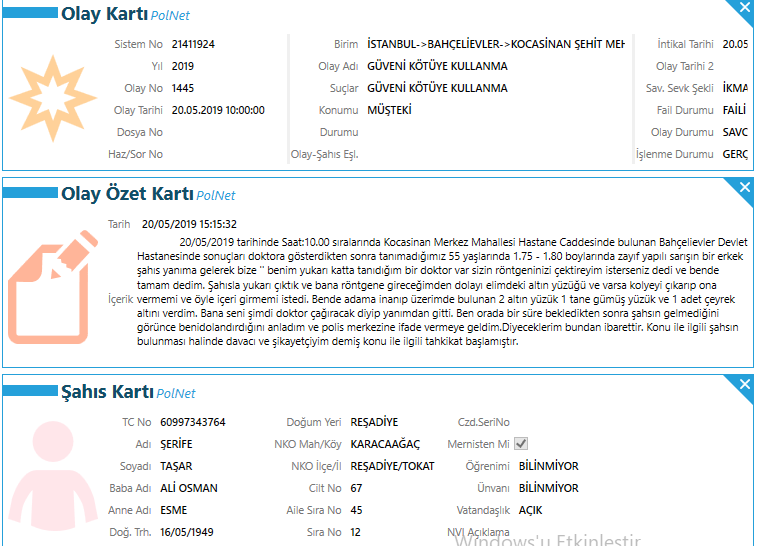 Olay Kartı PolNet
Sistem No 21411924 Birim İSTANBUL->BAHÇELİEVLER->KOCASİNAN ŞEHİT MEH İntikal Tarihi 20.05
Yıl 2019 Olay Adı GÜVENİ KÖTÜYE KULLANMA Olay Tarihi 2
Olay No 1445 Suçlar GÜVENİ KÖTÜYE KULLANMA Sav. Sevk Şekli İKMA
Olay Tarihi 20.05.2019 10:00:00 Konumu MÜŞTEKİ Fail Durumu FAİLİ
Dosya No Durumu Olay Durumu SAVC
Haz/Sor No Olay-Şahıs Eşl. İşlenme Durumu GERÇ
Olay Özet Kartı PolNet
Tarih 20/05/2019 15:15:32
20/05/2019 tarihinde Saat:10.00 sıralarında Kocasinan Merkez Mahallesi Hastane Caddesinde bulunan Bahçelievler Devlet
Hastanesinde sonuçları doktora gösterdikten sonra tanımadığımız 55 yaşlarında 1.75 - 1.80 boylarında zayıf yapılı sarışın bir erkek
şahıs yanıma gelerek bize '' benim yukarı katta tanıdığım bir doktor var sizin röntgeninizi çektireyim isterseniz dedi ve bende
tamam dedim. Şahısla yukarı çıktık ve bana röntgene gireceğimden dolayı elimdeki altın yüzüğü ve varsa kolyeyi çıkarıp ona
İçerik vermemi ve öyle içeri girmemi istedi. Bende adama inanıp üzerimde bulunan 2 altın yüzük 1 tane gümüş yüzük ve 1 adet çeyrek
altını verdim. Bana seni şimdi doktor çağıracak diyip yanımdan gitti. Ben orada bir süre bekledikten sonra şahsın gelmediğini
görünce benidolandırdığını anladım ve polis merkezine ifade vermeye geldim.Diyeceklerim bundan ibarettir. Konu ile ilgili şahsın
bulunması halinde davacı ve şikayetçiyim demiş konu ile ilgili tahkikat başlamıştır.
Şahıs Kartı PolNet
TC No 60997343764 Doğum Yeri REŞADİYE Czd.SeriNo
Adı ŞERİFE NKO Mah/Köy KARACAAĞAÇ Mernisten Mi
Soyadı TAŞAR NKO İlçe/İl REŞADİYE/TOKAT Öğrenimi BİLİNMİYOR
Baba Adı ALİ OSMAN Cilt No 67 Ünvanı BİLİNMİYOR
Anne Adı ESME Aile Sıra No 45 Vatandaşlık AÇIK
Doğ. Trh. 16/05/1949 Sıra No 12 NVİ Açıklama
Windows'u Etkinleştir